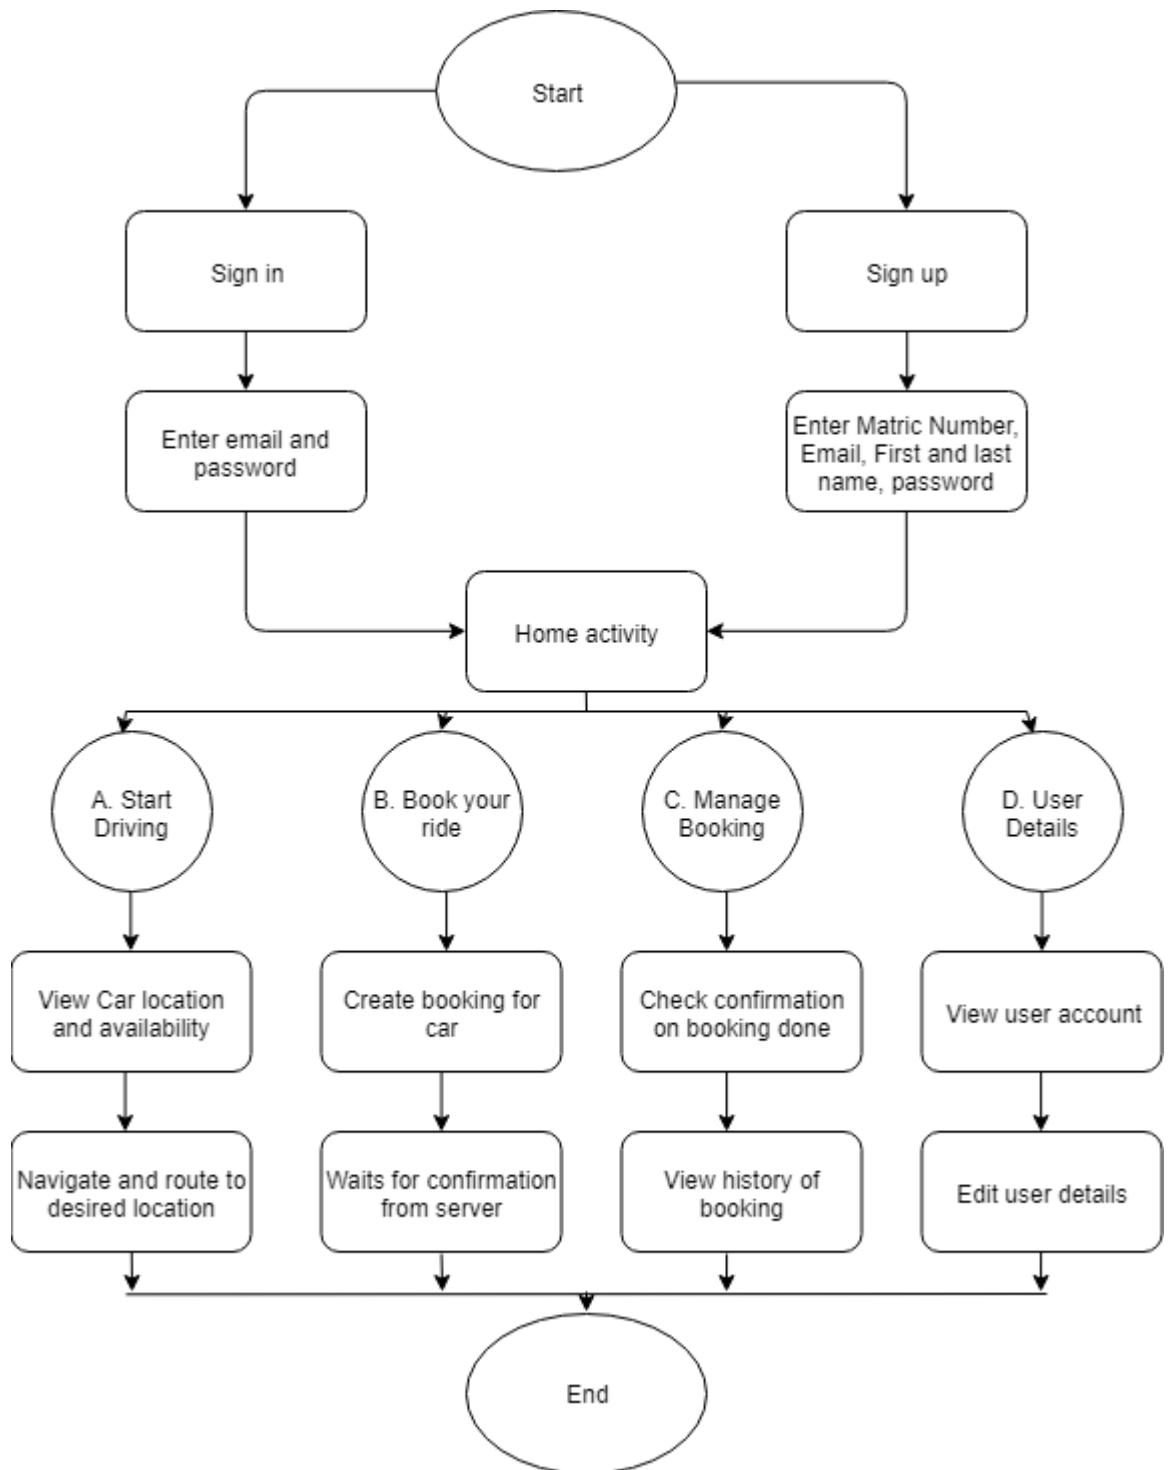 Start
Sign in
Sign up
Enter email and
password
Enter Matric Number,
Email, First and last
name, password
Home activity
A. Start
Driving
B. Book your
ride
C. Manage
Booking
D. User
Details
View Car location
and availability
Create booking for
car
Check confirmation
on booking done
View user account
Navigate and route to
desired location
Waits for confirmation
from server
View history of
booking
Edit user details
End